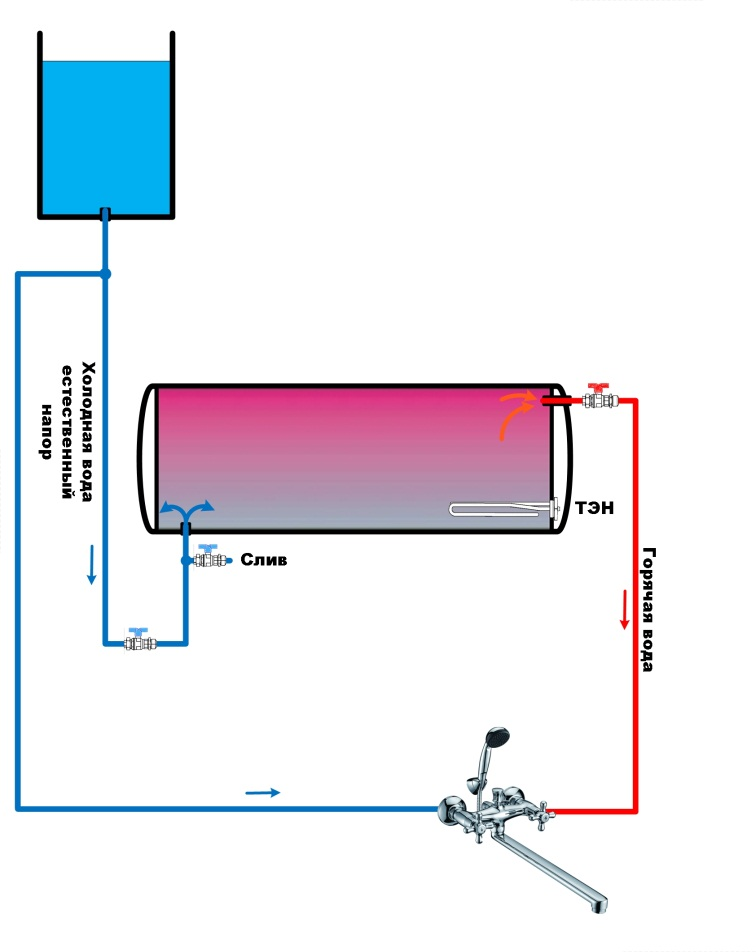 Холодная вода
естественный
напор
ТЭН
Слив
Горячая вода